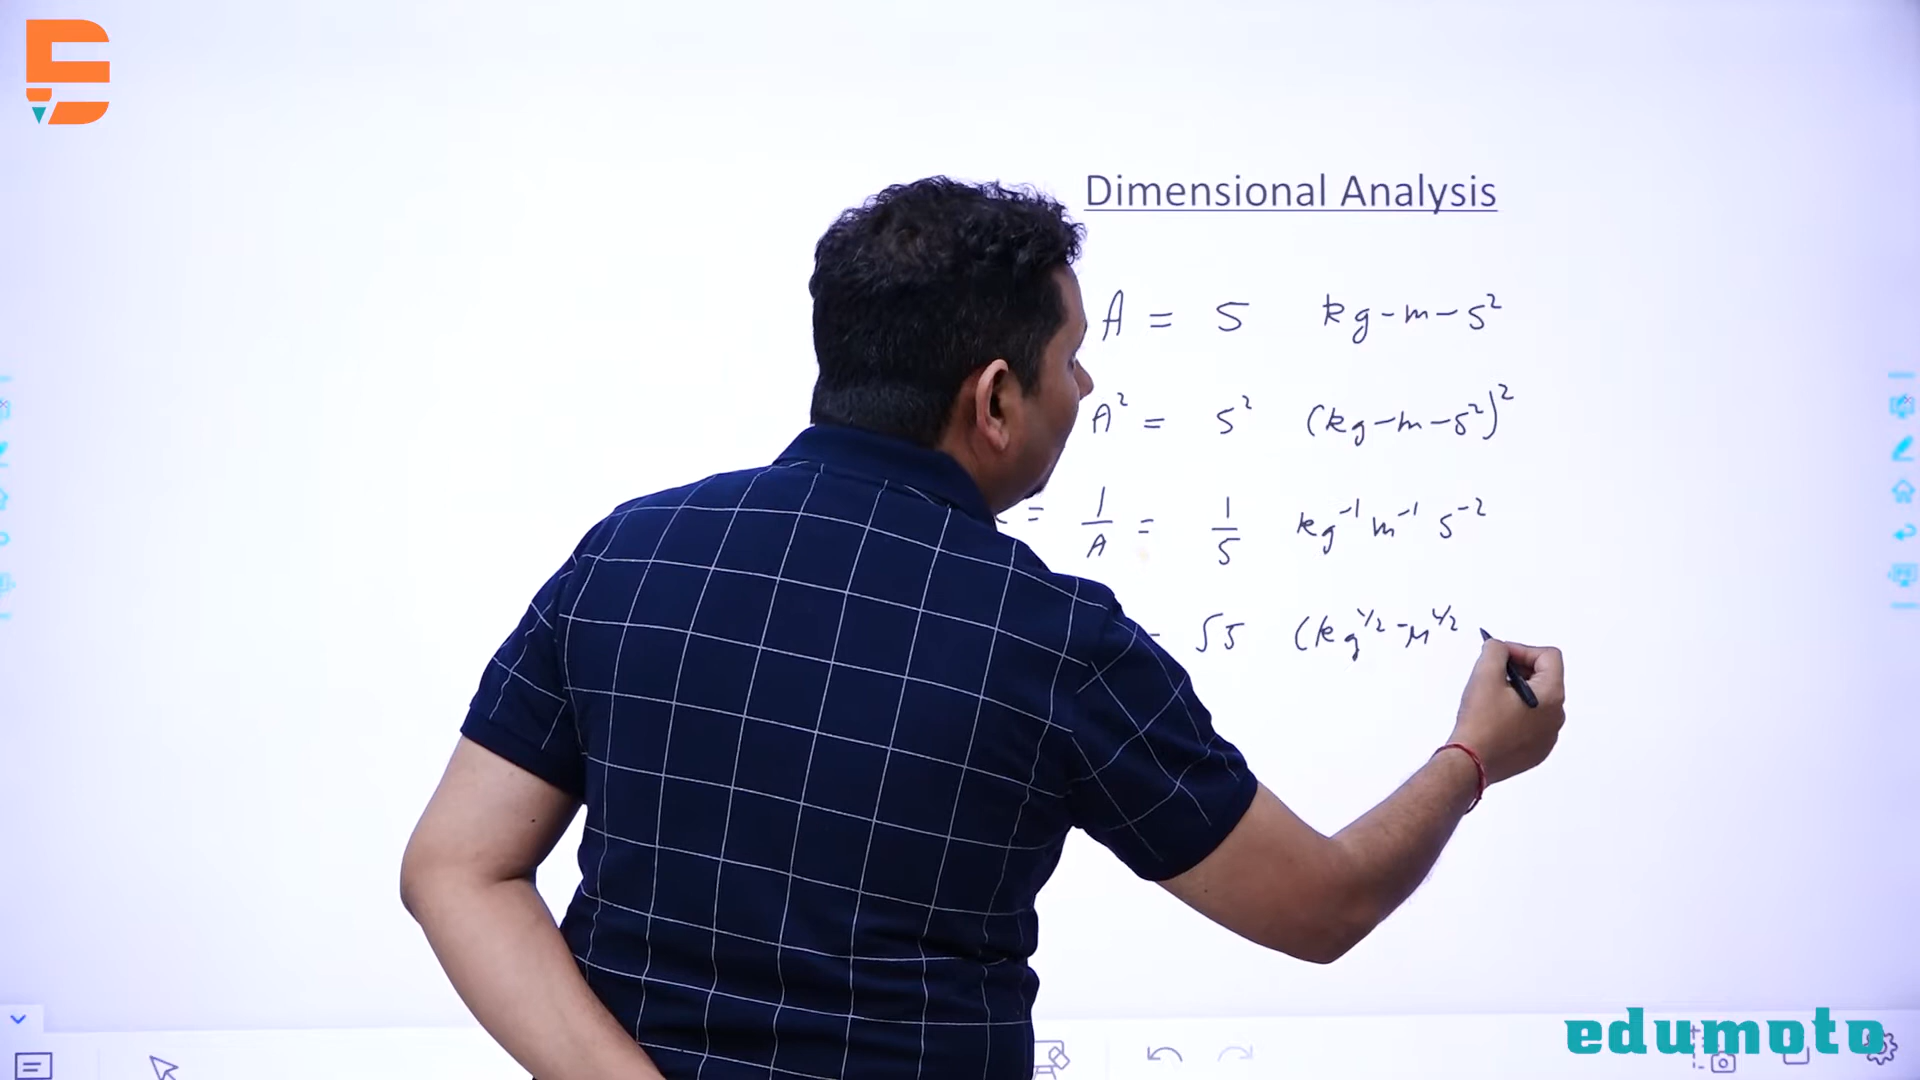 Dimensional Analysis
A = 5 kg-m-s²
A² = 5² (kg-m-s²)²
= 1/A = 1/5 kg⁻¹ m⁻¹ s⁻²
√5 (kg^1/2 - m^1/2
edumoto